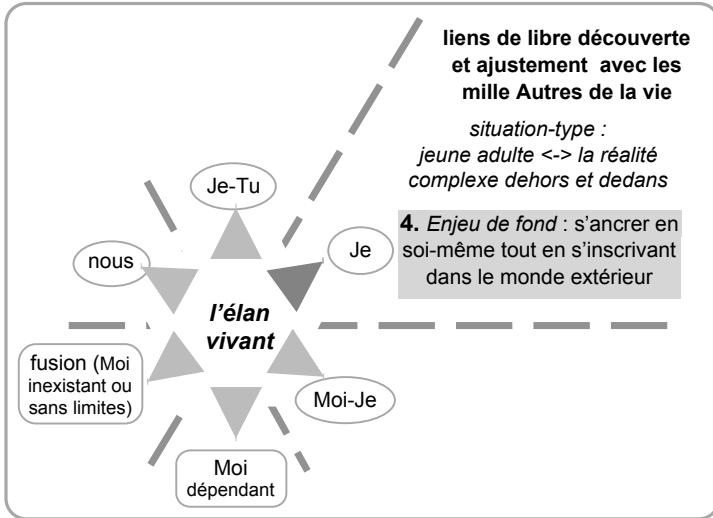 liens de libre découverte
et ajustement avec les
mille Autres de la vie
situation-type :
jeune adulte <-> la réalité
complexe dehors et dedans
4. Enjeu de fond : s'ancrer en
soi-même tout en s'inscrivant
dans le monde extérieur
Je-Tu
Je
nous
l'élan
vivant
fusion (Moi
inexistant ou
sans limites)
Moi-Je
Moi
dépendant